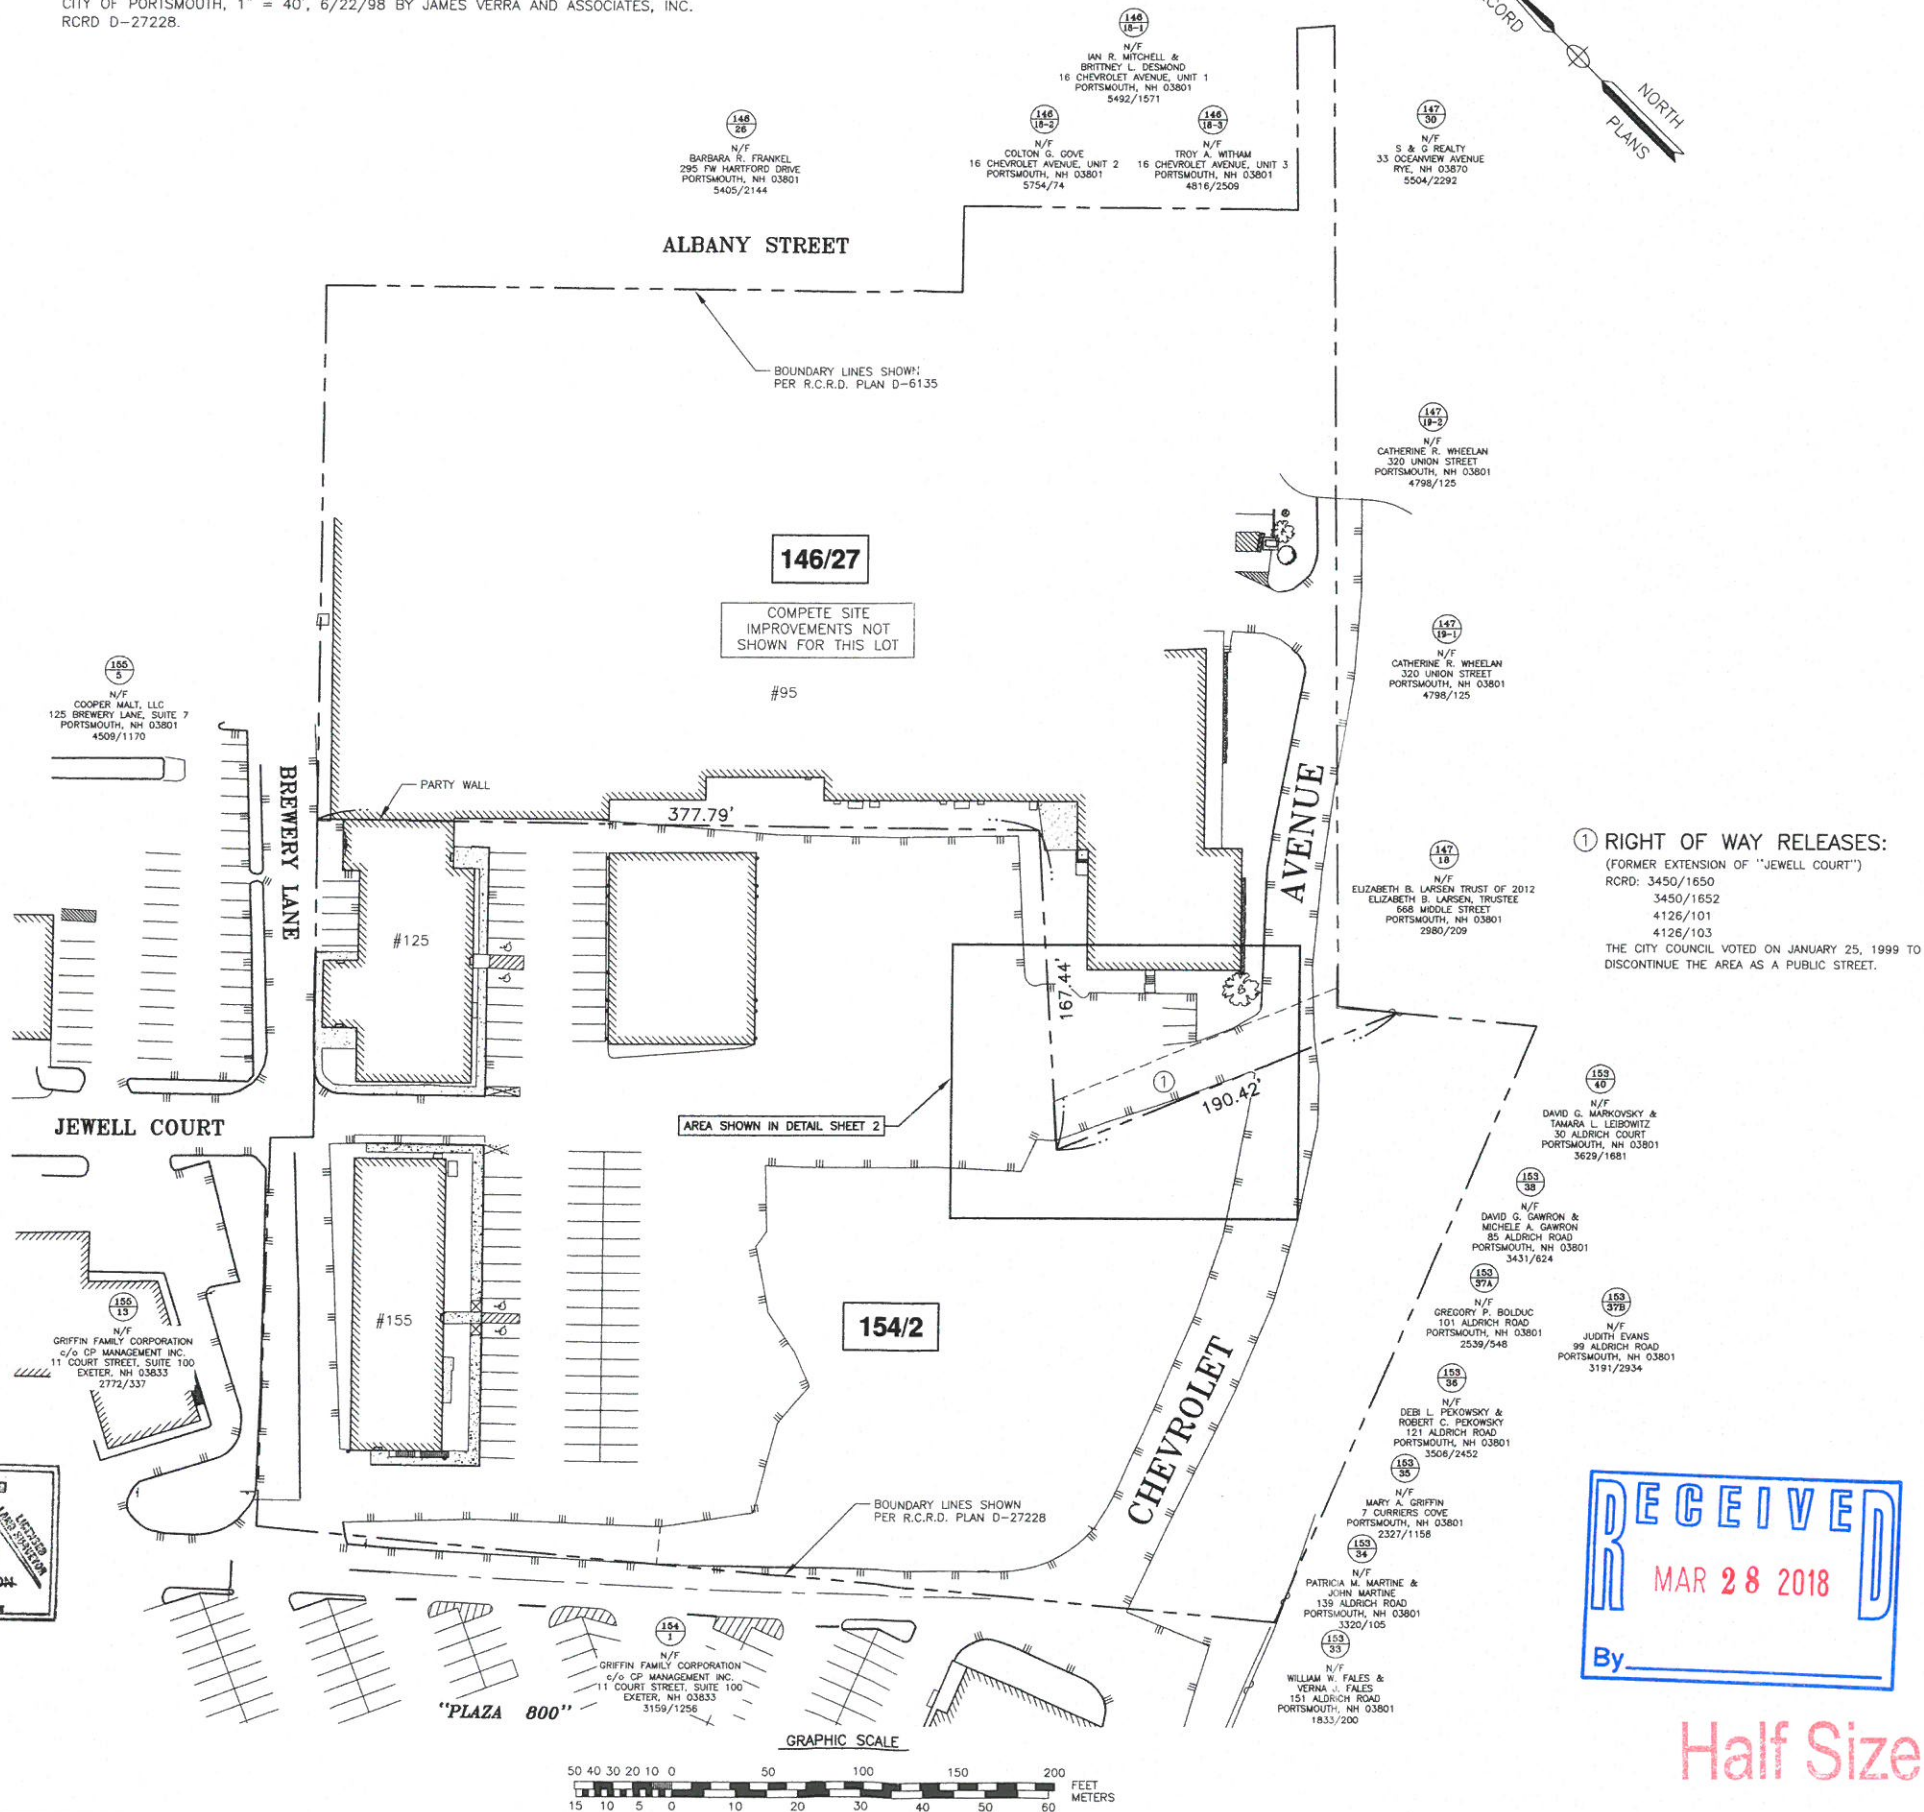 CITY OF PORTSMOUTH, 1" = 40', 6/22/98 BY JAMES VERRA AND ASSOCIATES, INC.
RCRD D-27228.
NORTH
PLANS
146
18-1
N/F
IAN R. MITCHELL &
BRITTNEY L. DESMOND
16 CHEVROLET AVENUE, UNIT 1
PORTSMOUTH, NH 03801
5492/1571
146
26
N/F
BARBARA R. FRANKEL
295 FW HARTFORD DRIVE
PORTSMOUTH, NH 03801
5405/2144
146
18-2
N/F
COLTON G. GOVE
16 CHEVROLET AVENUE, UNIT 2
PORTSMOUTH, NH 03801
5754/74
146
18-3
N/F
TROY A. WITHAM
16 CHEVROLET AVENUE, UNIT 3
PORTSMOUTH, NH 03801
4816/2509
147
30
N/F
S & G REALTY
33 OCEANVIEW AVENUE
RYE, NH 03870
5504/2292
ALBANY STREET
BOUNDARY LINES SHOWN
PER R.C.R.D. PLAN D-6135
147
19-2
N/F
CATHERINE R. WHEELAN
320 UNION STREET
PORTSMOUTH, NH 03801
4798/125
146/27
COMPETE SITE
IMPROVEMENTS NOT
SHOWN FOR THIS LOT
#95
147
19-1
N/F
CATHERINE R. WHEELAN
320 UNION STREET
PORTSMOUTH, NH 03801
4798/125
155
5
N/F
COOPER MALT, LLC
125 BREWERY LANE, SUITE 7
PORTSMOUTH, NH 03801
4509/1170
BREWERY LANE
PARTY WALL
377.79'
AVENUE
147
18
N/F
ELIZABETH B. LARSEN TRUST OF 2012
ELIZABETH B. LARSEN, TRUSTEE
668 MIDDLE STREET
PORTSMOUTH, NH 03801
2980/209
1 RIGHT OF WAY RELEASES:
(FORMER EXTENSION OF "JEWELL COURT")
RCRD: 3450/1650
3450/1652
4126/101
4126/103
THE CITY COUNCIL VOTED ON JANUARY 25, 1999 TO
DISCONTINUE THE AREA AS A PUBLIC STREET.
#125
167.44'
1
190.42'
JEWELL COURT
AREA SHOWN IN DETAIL SHEET 2
153
40
N/F
DAVID G. MARKOVSKY &
TAMARA L. LEIBOWITZ
30 ALDRICH COURT
PORTSMOUTH, NH 03801
3629/1681
153
38
N/F
DAVID G. GAWRON &
MICHELE A. GAWRON
85 ALDRICH ROAD
PORTSMOUTH, NH 03801
3431/624
155
13
N/F
GRIFFIN FAMILY CORPORATION
c/o CP MANAGEMENT INC.
11 COURT STREET, SUITE 100
EXETER, NH 03833
2772/337
#155
154/2
153
37A
N/F
GREGORY P. BOLDUC
101 ALDRICH ROAD
PORTSMOUTH, NH 03801
2539/548
153
37B
N/F
JUDITH EVANS
99 ALDRICH ROAD
PORTSMOUTH, NH 03801
3191/2934
CHEVROLET
153
36
N/F
DEBI L. PEKOWSKY &
ROBERT C. PEKOWSKY
121 ALDRICH ROAD
PORTSMOUTH, NH 03801
3506/2452
153
35
N/F
MARY A. GRIFFIN
7 CURRIERS COVE
PORTSMOUTH, NH 03801
2327/1158
BOUNDARY LINES SHOWN
PER R.C.R.D. PLAN D-27228
LICENSED
LAND SURVEYOR
153
34
N/F
PATRICIA M. MARTINE &
JOHN MARTINE
139 ALDRICH ROAD
PORTSMOUTH, NH 03801
3320/105
153
33
N/F
WILLIAM W. FALES &
VERNA J. FALES
151 ALDRICH ROAD
PORTSMOUTH, NH 03801
1833/200
RECEIVED
MAR 28 2018
By
154
1
N/F
GRIFFIN FAMILY CORPORATION
c/o CP MANAGEMENT INC.
11 COURT STREET, SUITE 100
EXETER, NH 03833
3159/1256
"PLAZA 800"
Half Size
GRAPHIC SCALE
50 40 30 20 10 0 50 100 150 200 FEET
15 10 5 0 10 20 30 40 50 60 METERS